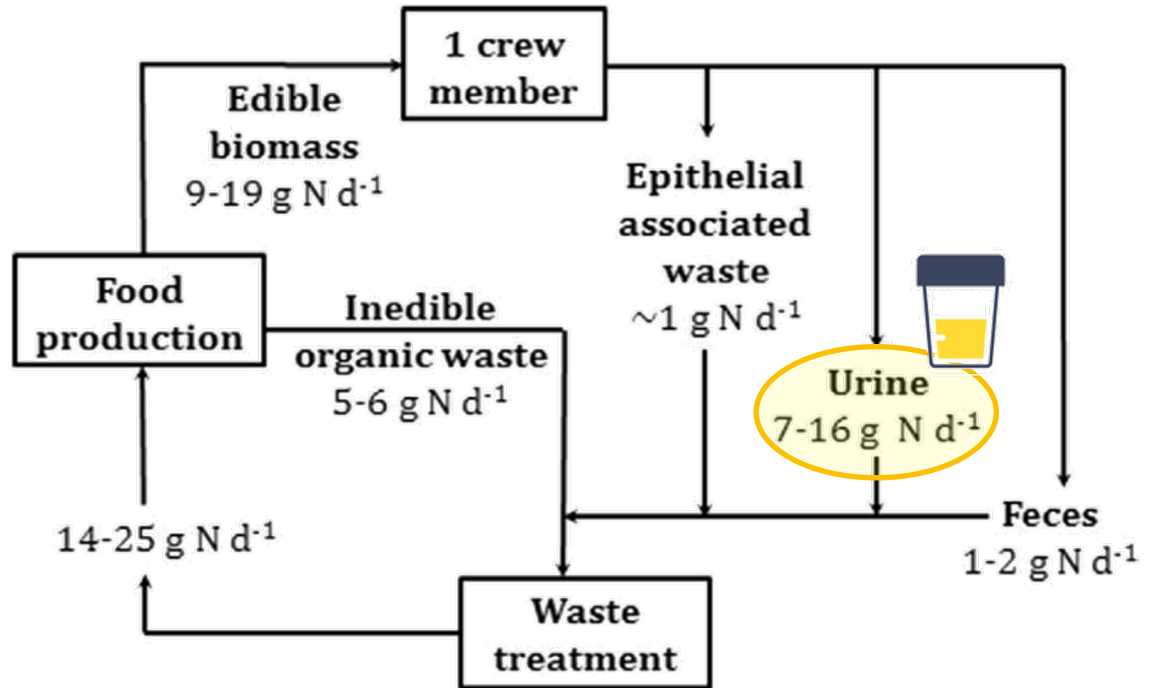 1 crew
member
Edible
biomass
9-19 g N d⁻¹
Epithelial
associated
waste
~1 g N d⁻¹
Food
production
Inedible
organic waste
5-6 g N d⁻¹
Urine
7-16 g N d⁻¹
14-25 g N d⁻¹
Feces
1-2 g N d⁻¹
Waste
treatment